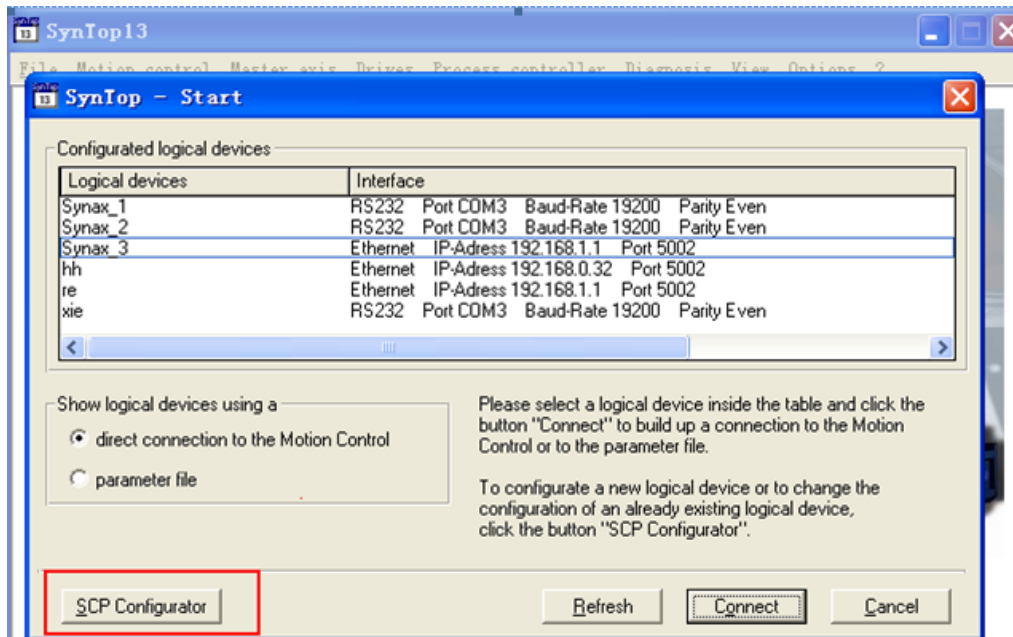 13 SynTop13
File Motion control Master axis Drives Process controller Diagnosis View Options ?
13 SynTop - Start
Configurated logical devices
Logical devices Interface
Synax_1 RS232 Port COM3 Baud-Rate 19200 Parity Even
Synax_2 RS232 Port COM3 Baud-Rate 19200 Parity Even
Synax_3 Ethernet IP-Adress 192.168.1.1 Port 5002
hh Ethernet IP-Adress 192.168.0.32 Port 5002
re Ethernet IP-Adress 192.168.1.1 Port 5002
xie RS232 Port COM3 Baud-Rate 19200 Parity Even
Show logical devices using a
direct connection to the Motion Control
parameter file
Please select a logical device inside the table and click the
button "Connect" to build up a connection to the Motion
Control or to the parameter file.
To configurate a new logical device or to change the
configuration of an already existing logical device,
click the button "SCP Configurator".
SCP Configurator Refresh Connect Cancel